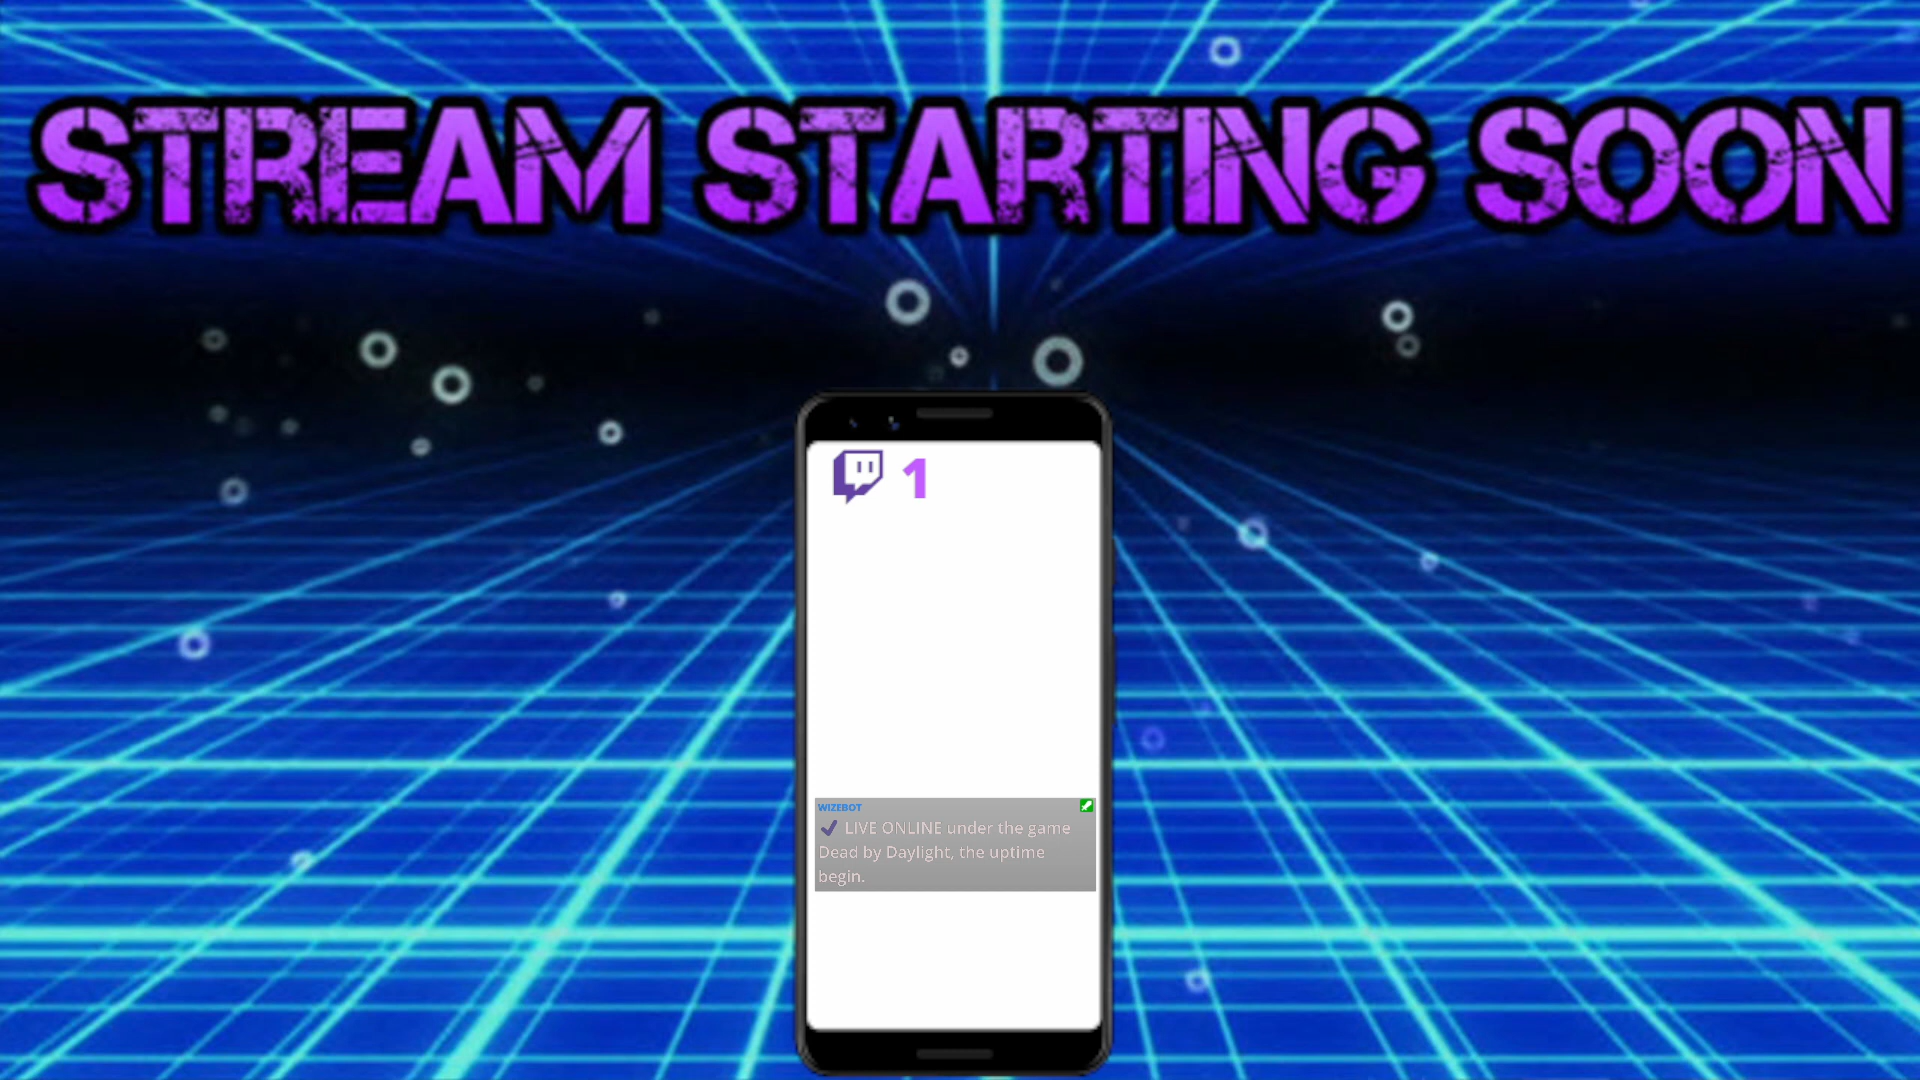 STREAM STARTING SOON
1
WIZEBOT
✔ LIVE ONLINE under the game
Dead by Daylight, the uptime
begin.